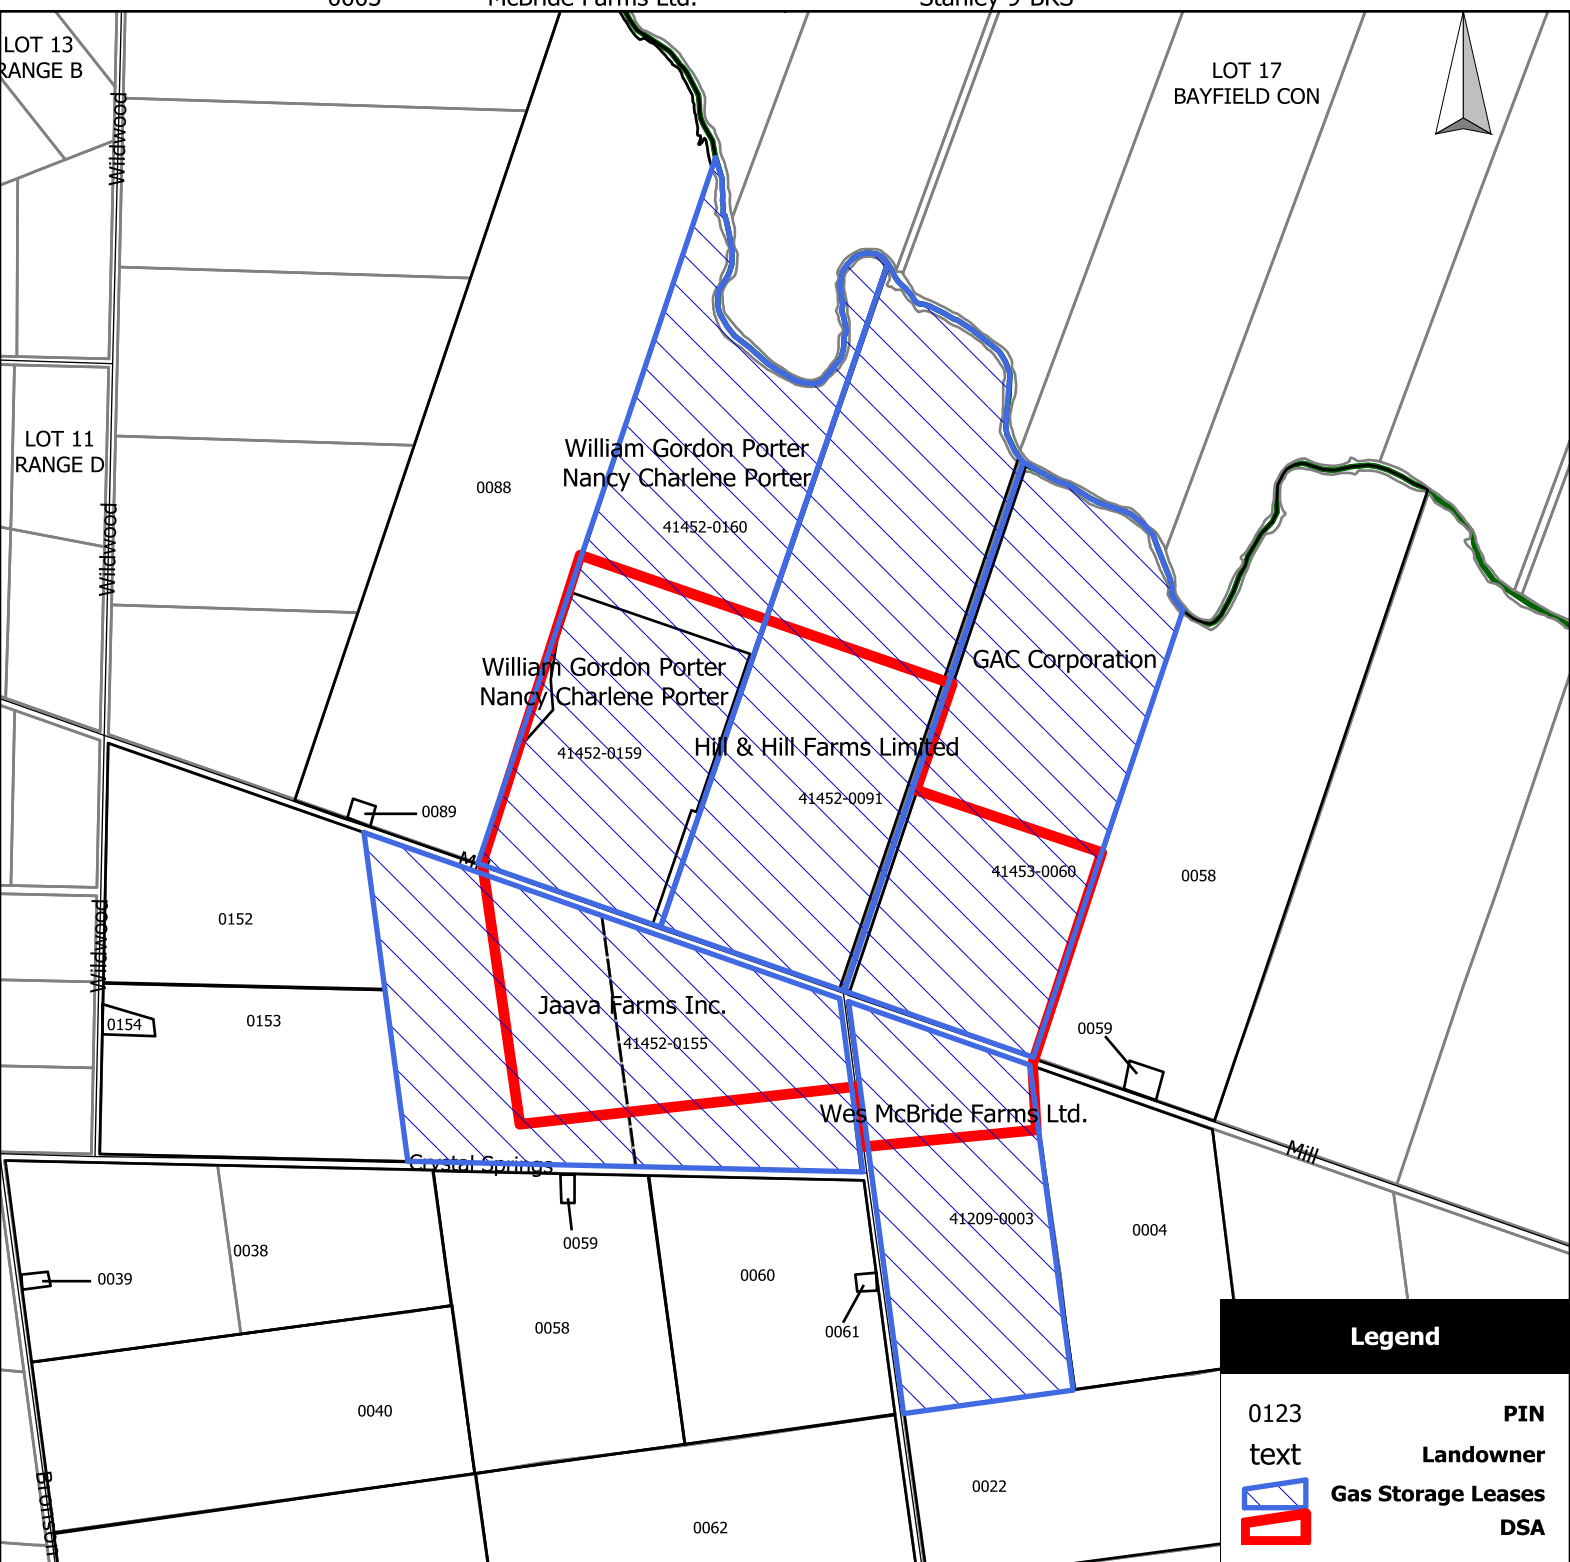 0003 McBride Farms Ltd. Stanley 9 BRS
LOT 13
RANGE B
LOT 17
BAYFIELD CON
Wildwood
LOT 11
RANGE D
William Gordon Porter
Nancy Charlene Porter
0088
41452-0160
Wildwood
GAC Corporation
William Gordon Porter
Nancy Charlene Porter
Hill & Hill Farms Limited
41452-0159
41452-0091
0089
41453-0060
0058
0152
Wildwood
Jaava Farms Inc.
0154
0153
0059
41452-0155
Wes McBride Farms Ltd.
Mill
Crystal Springs
41209-0003
0004
0059
0038
0039
0060
0058
0061
Legend
0040
0123 PIN
text Landowner
Gas Storage Leases
DSA
0022
Bronson
0062